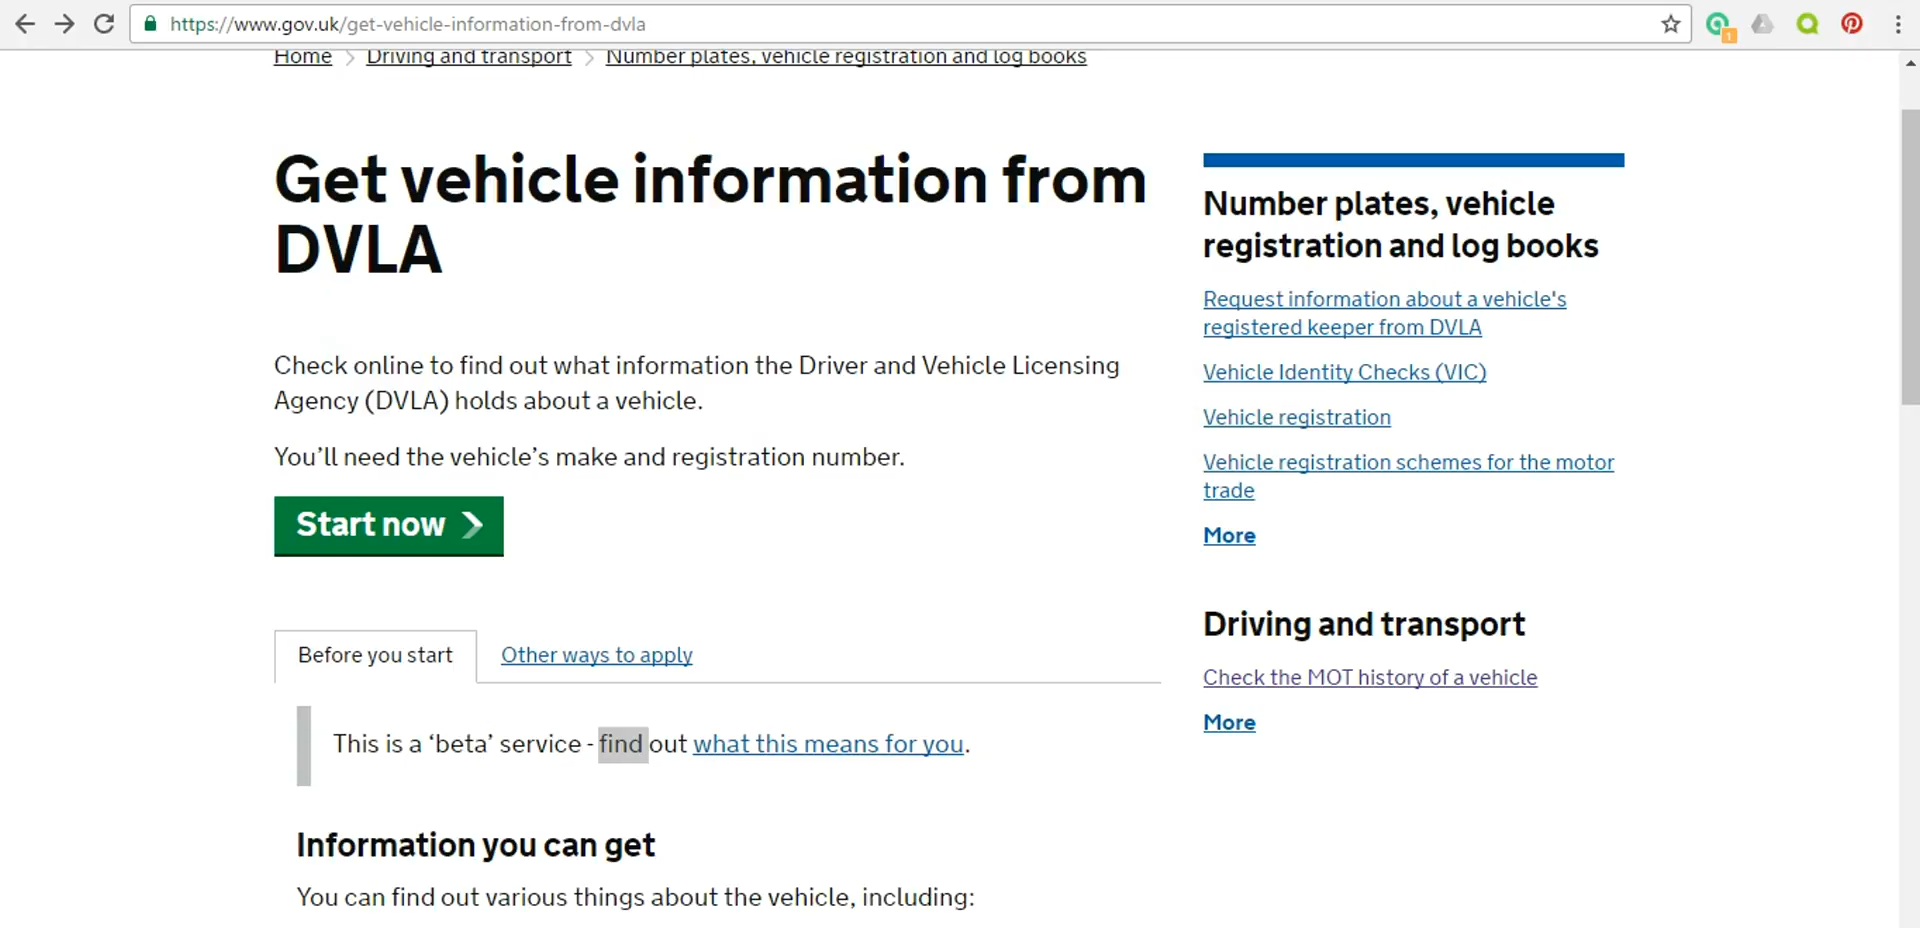 https://www.gov.uk/get-vehicle-information-from-dvla
1
Home > Driving and transport > Number plates, vehicle registration and log books
Get vehicle information from
DVLA
Check online to find out what information the Driver and Vehicle Licensing
Agency (DVLA) holds about a vehicle.
You’ll need the vehicle’s make and registration number.
Start now
Before you start
Other ways to apply
This is a ‘beta’ service - find out what this means for you.
Information you can get
You can find out various things about the vehicle, including:
Number plates, vehicle
registration and log books
Request information about a vehicle's
registered keeper from DVLA
Vehicle Identity Checks (VIC)
Vehicle registration
Vehicle registration schemes for the motor
trade
More
Driving and transport
Check the MOT history of a vehicle
More